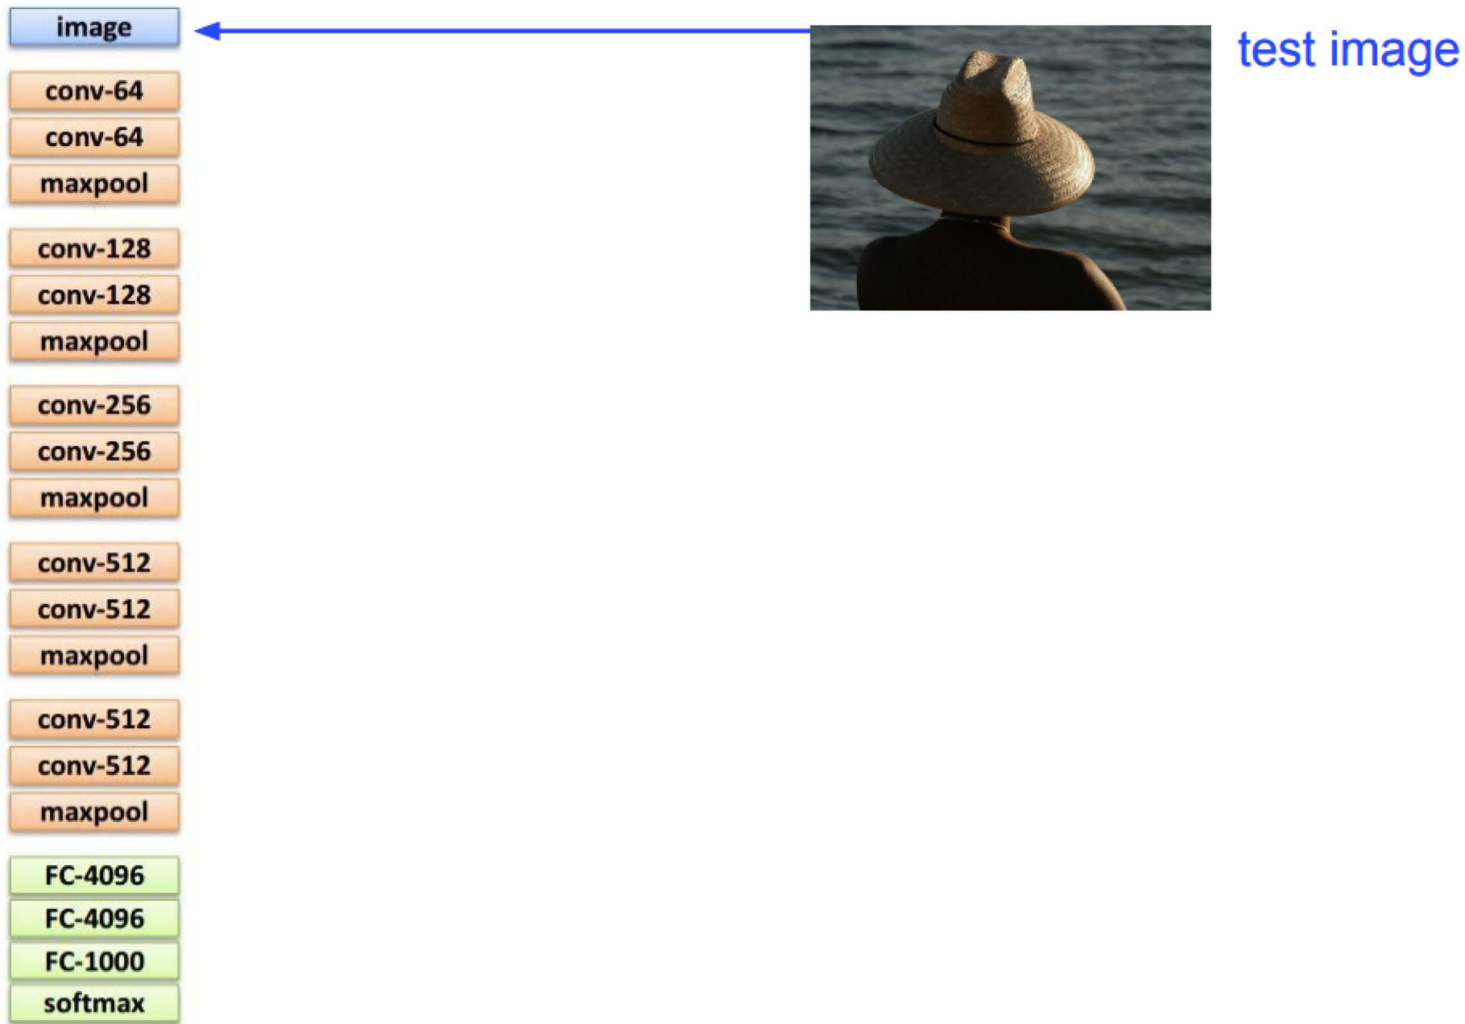 image
test image
conv-64
conv-64
maxpool
conv-128
conv-128
maxpool
conv-256
conv-256
maxpool
conv-512
conv-512
maxpool
conv-512
conv-512
maxpool
FC-4096
FC-4096
FC-1000
softmax